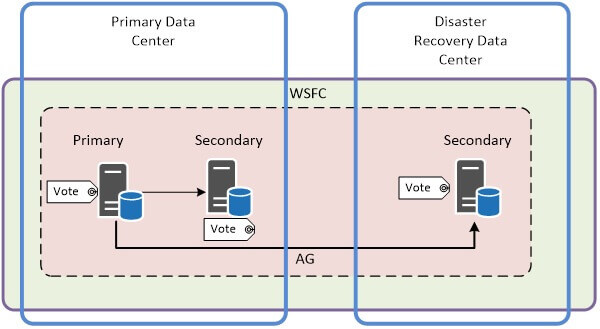 Primary Data
Center
Disaster
Recovery Data
Center
WSFC
Primary
Secondary
Secondary
Vote
Vote
Vote
AG